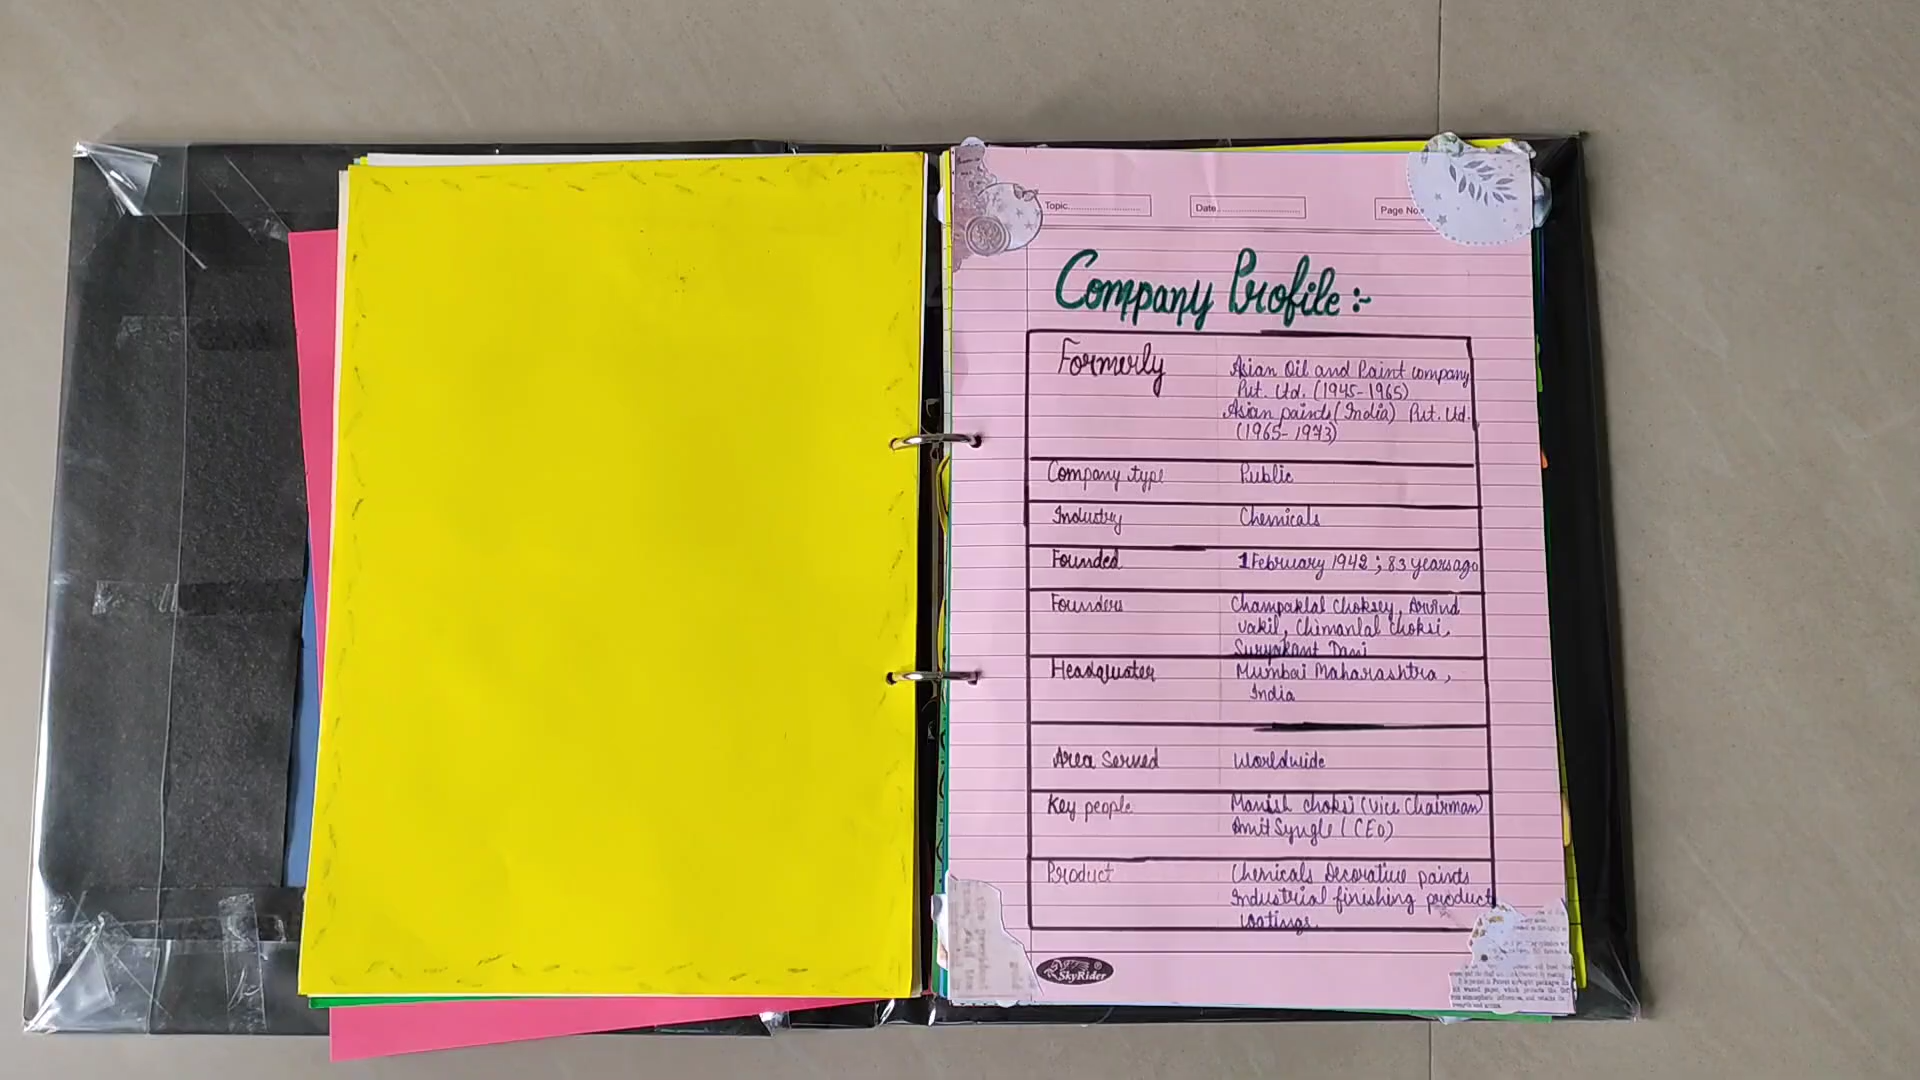 Topic
Date
Page No.
Company Profile :-
Formerly Asian Oil and Paint company
Pvt. Ltd. (1945-1965)
Asian paints (India) Pvt. Ltd.
(1965-1973)
Company type Public
Industry Chemicals
Founded 1 February 1942 ; 83 years ago
Founders Champaklal Choksey, Arvind
Vakil, Chimanlal Choksi,
Suryakant Dani
Headquater Mumbai Maharashtra,
India
Area Served Worldwide
Key people Manish choksi (Vice Chairman)
Amit Syngle (CEO)
Product Chemicals Decorative paints
Industrial finishing product
Coatings.
SkyRider